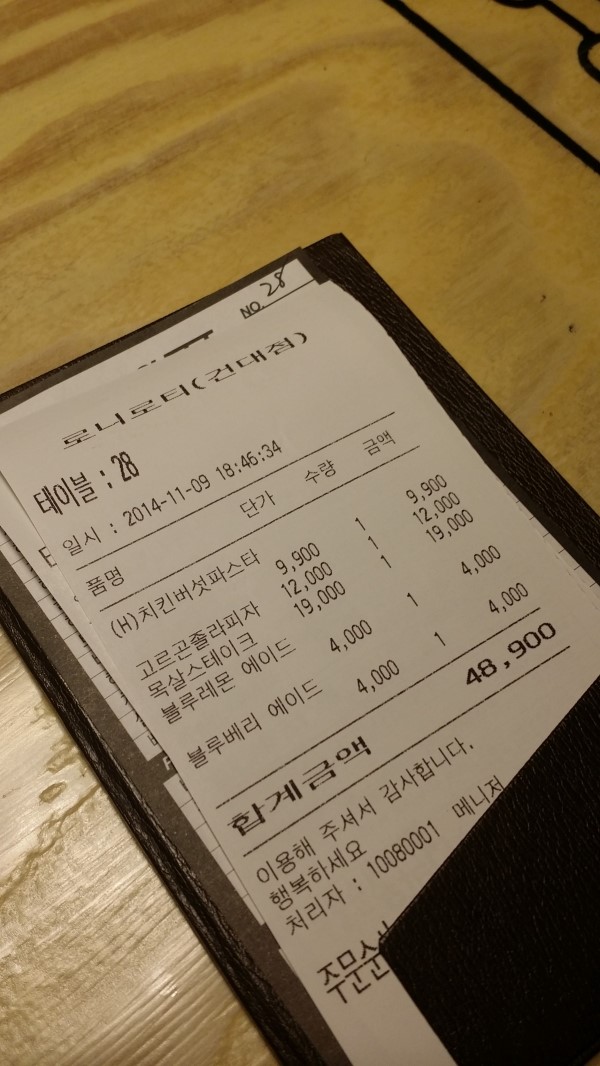 NO. 28
로니로티(건대점)
테이블 : 28
일시 : 2014-11-09 18:46:34
품명 단가 수량 금액
(H)치킨버섯파스타 9,900 1 9,900
고르곤졸라피자 12,000 1 12,000
목살스테이크 19,000 1 19,000
블루레몬 에이드 4,000 1 4,000
블루베리 에이드 4,000 1 4,000
합계금액 48,900
이용해 주셔서 감사합니다.
행복하세요
처리자 : 10080001 메니저